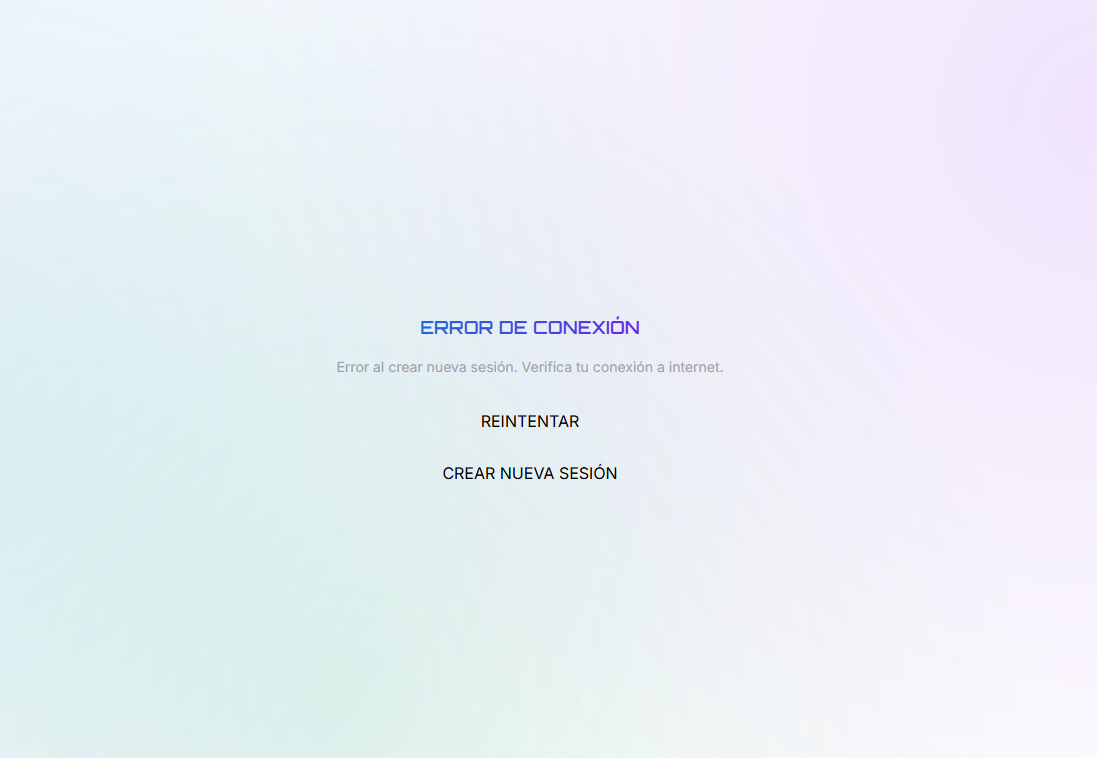 ERROR DE CONEXIÓN
Error al crear nueva sesión. Verifica tu conexión a internet.
REINTENTAR
CREAR NUEVA SESIÓN